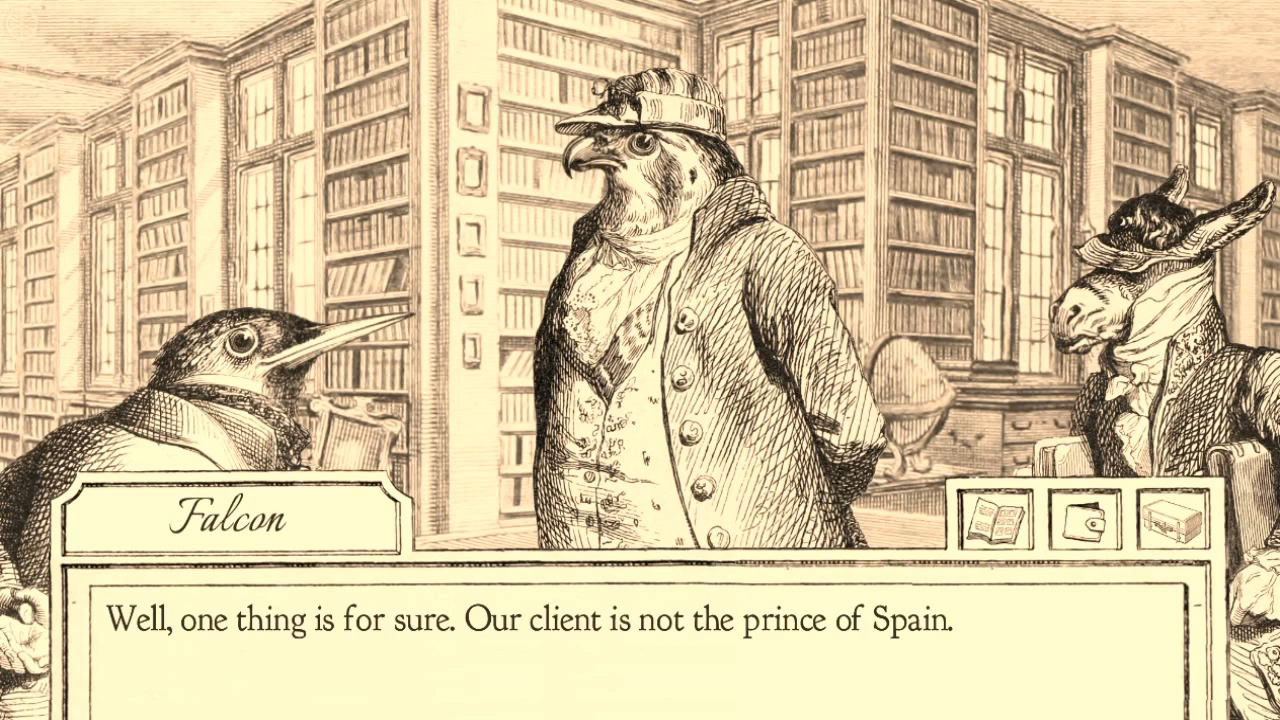 Falcon
Well, one thing is for sure. Our client is not the prince of Spain.